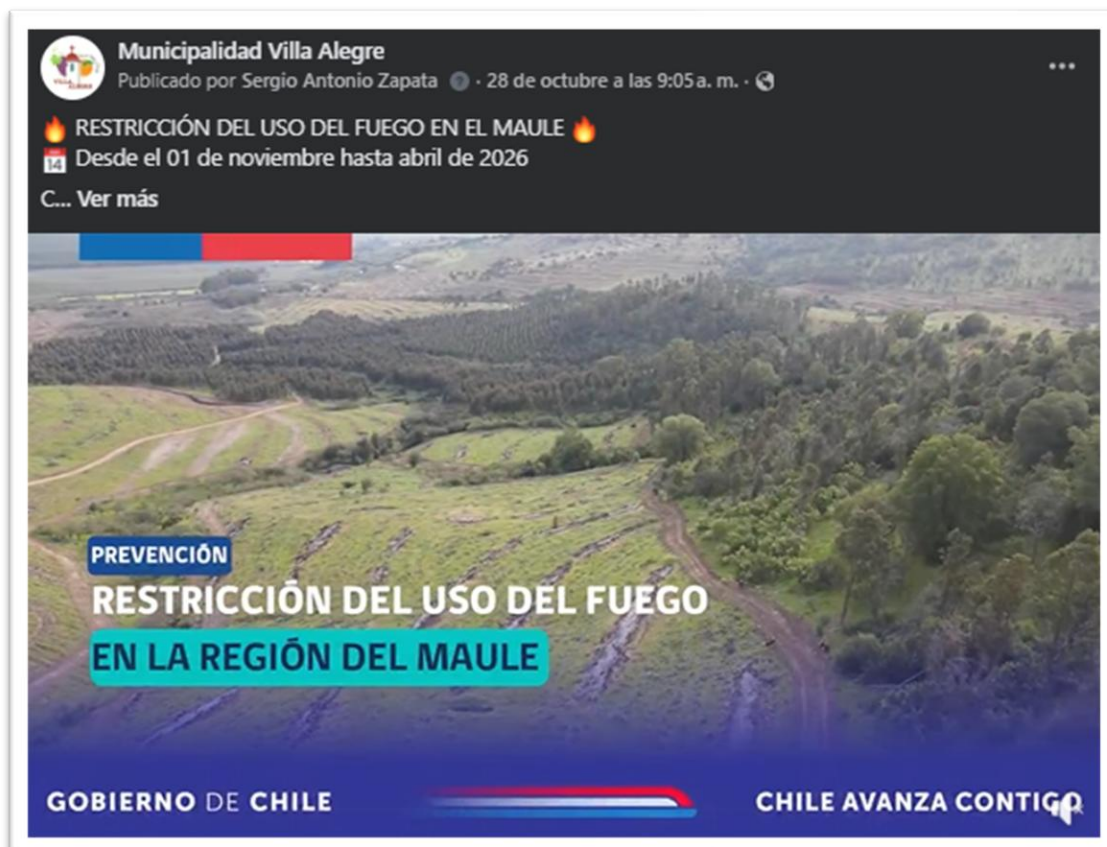 Municipalidad Villa Alegre
Publicado por Sergio Antonio Zapata · 28 de octubre a las 9:05 a. m. ·
🔥 RESTRICCIÓN DEL USO DEL FUEGO EN EL MAULE 🔥
📅 Desde el 01 de noviembre hasta abril de 2026
C... Ver más
PREVENCIÓN
RESTRICCIÓN DEL USO DEL FUEGO
EN LA REGIÓN DEL MAULE
GOBIERNO DE CHILE
CHILE AVANZA CONTIGO